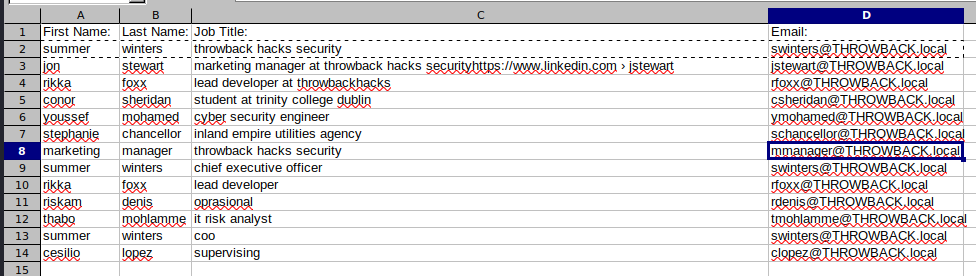 A B C D
1 First Name: Last Name: Job Title: Email:
2 summer winters throwback hacks security swinters@THROWBACK.local
3 jon stewart marketing manager at throwback hacks securityhttps://www.linkedin.com › jstewart jstewart@THROWBACK.local
4 rikka foxx lead developer at throwbackhacks rfoxx@THROWBACK.local
5 conor sheridan student at trinity college dublin csheridan@THROWBACK.local
6 youssef mohamed cyber security engineer ymohamed@THROWBACK.local
7 stephanie chancellor inland empire utilities agency schancellor@THROWBACK.local
8 marketing manager throwback hacks security mmanager@THROWBACK.local
9 summer winters chief executive officer swinters@THROWBACK.local
10 rikka foxx lead developer rfoxx@THROWBACK.local
11 riskam denis oprasional rdenis@THROWBACK.local
12 thabo mohlamme it risk analyst tmohlamme@THROWBACK.local
13 summer winters coo swinters@THROWBACK.local
14 cesilio lopez supervising clopez@THROWBACK.local
15